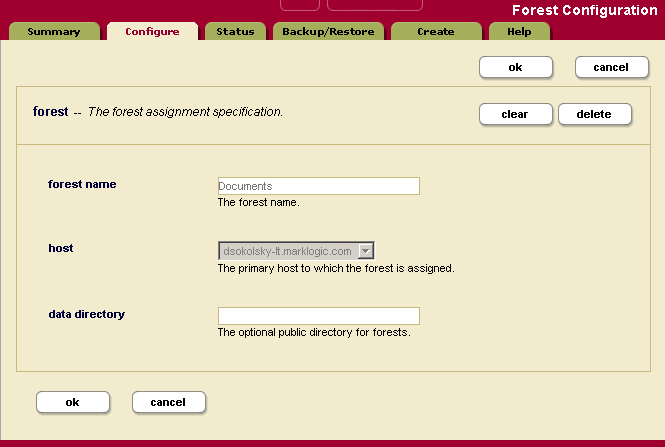 Forest Configuration
Summary Configure Status Backup/Restore Create Help
ok cancel
forest -- The forest assignment specification. clear delete
forest name Documents
The forest name.
host dsokolsky-lt.marklogic.com
The primary host to which the forest is assigned.
data directory
The optional public directory for forests.
ok cancel